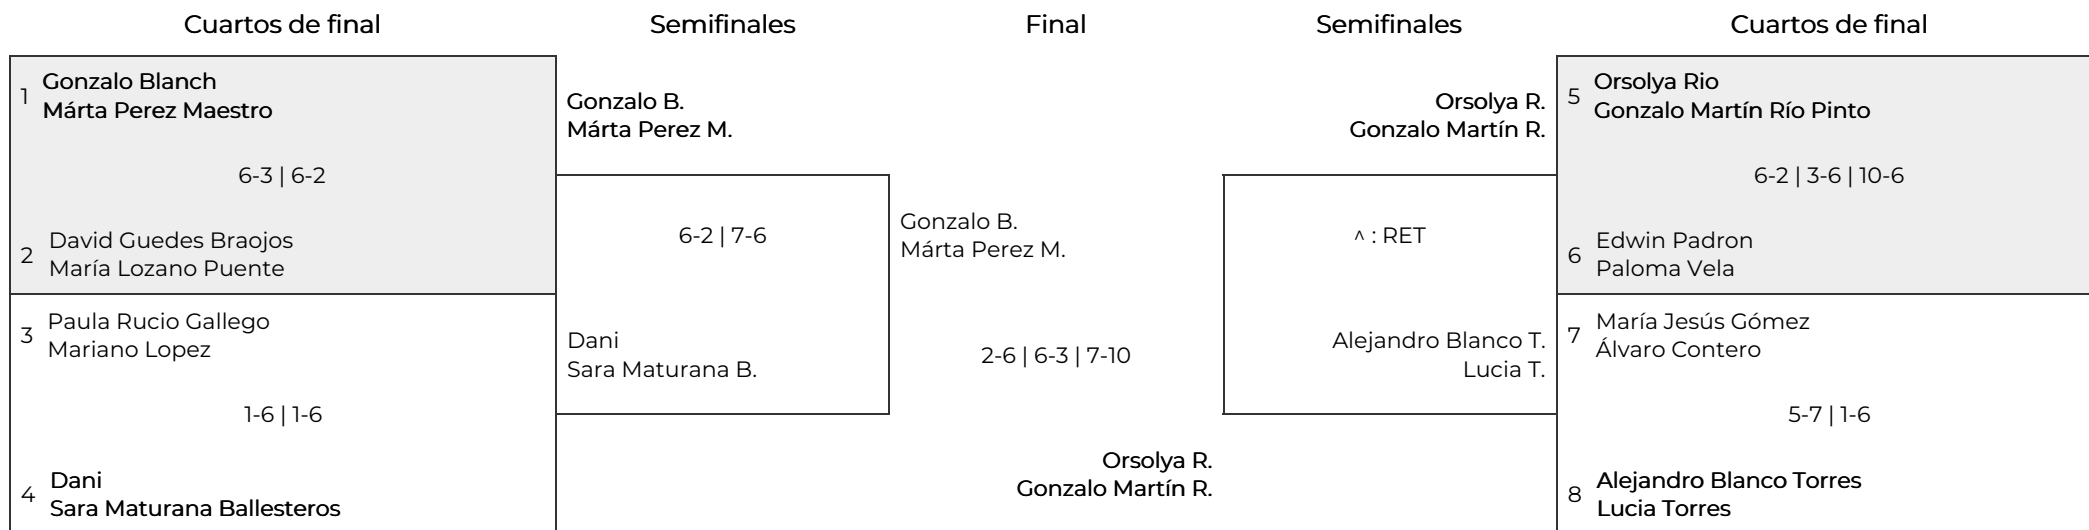 Cuartos de final
Semifinales
Final
Semifinales
Cuartos de final
1
Gonzalo Blanch
Márta Perez Maestro
6-3 | 6-2
2
David Guedes Braojos
María Lozano Puente
3
Paula Rucio Gallego
Mariano Lopez
1-6 | 1-6
4
Dani
Sara Maturana Ballesteros
Gonzalo B.
Márta Perez M.
6-2 | 7-6
Dani
Sara Maturana B.
Gonzalo B.
Márta Perez M.
2-6 | 6-3 | 7-10
Orsolya R.
Gonzalo Martín R.
Orsolya R.
Gonzalo Martín R.
^ : RET
Alejandro Blanco T.
Lucia T.
5
Orsolya Rio
Gonzalo Martín Río Pinto
6-2 | 3-6 | 10-6
6
Edwin Padron
Paloma Vela
7
María Jesús Gómez
Álvaro Contero
5-7 | 1-6
8
Alejandro Blanco Torres
Lucia Torres